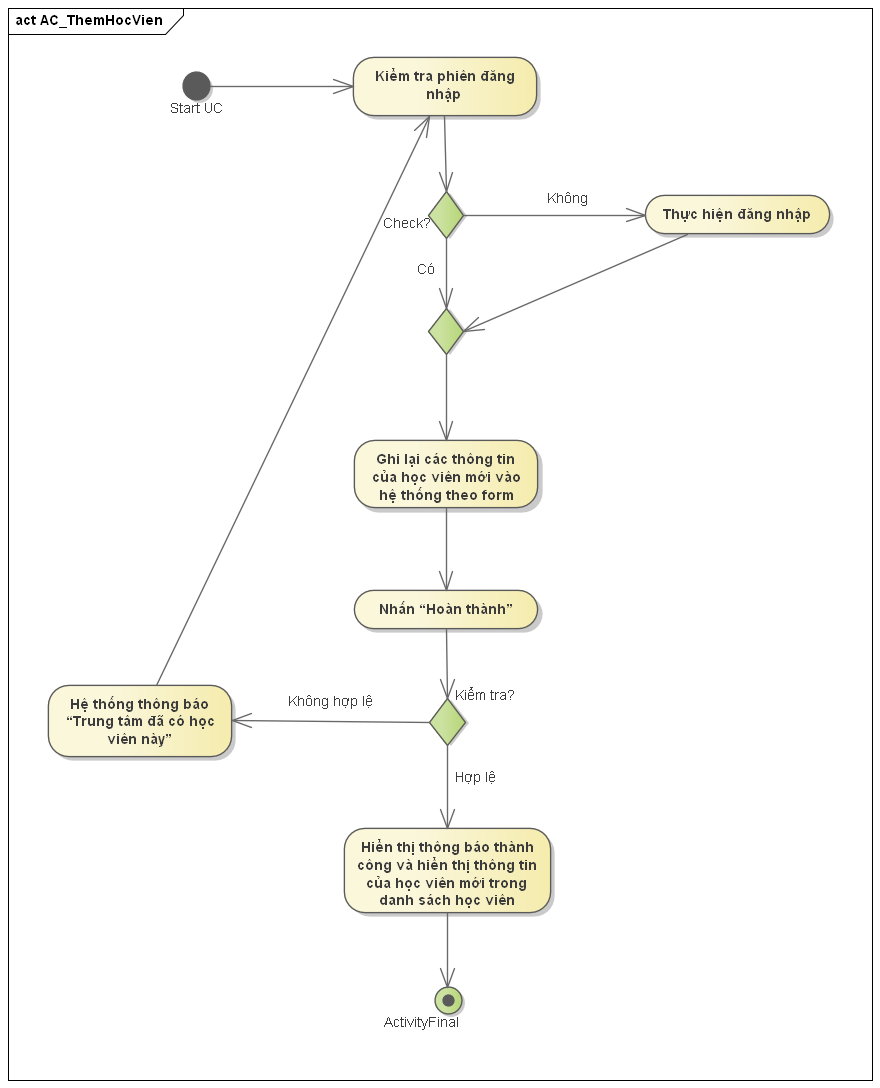 act AC_ThemHocVien
Start UC
Kiểm tra phiên đăng
nhập
Check?
Không
Thực hiện đăng nhập
Có
Ghi lại các thông tin
của học viên mới vào
hệ thống theo form
Nhấn “Hoàn thành”
Kiểm tra?
Không hợp lệ
Hệ thống thông báo
“Trung tâm đã có học
viên này”
Hợp lệ
Hiển thị thông báo thành
công và hiển thị thông tin
của học viên mới trong
danh sách học viên
ActivityFinal